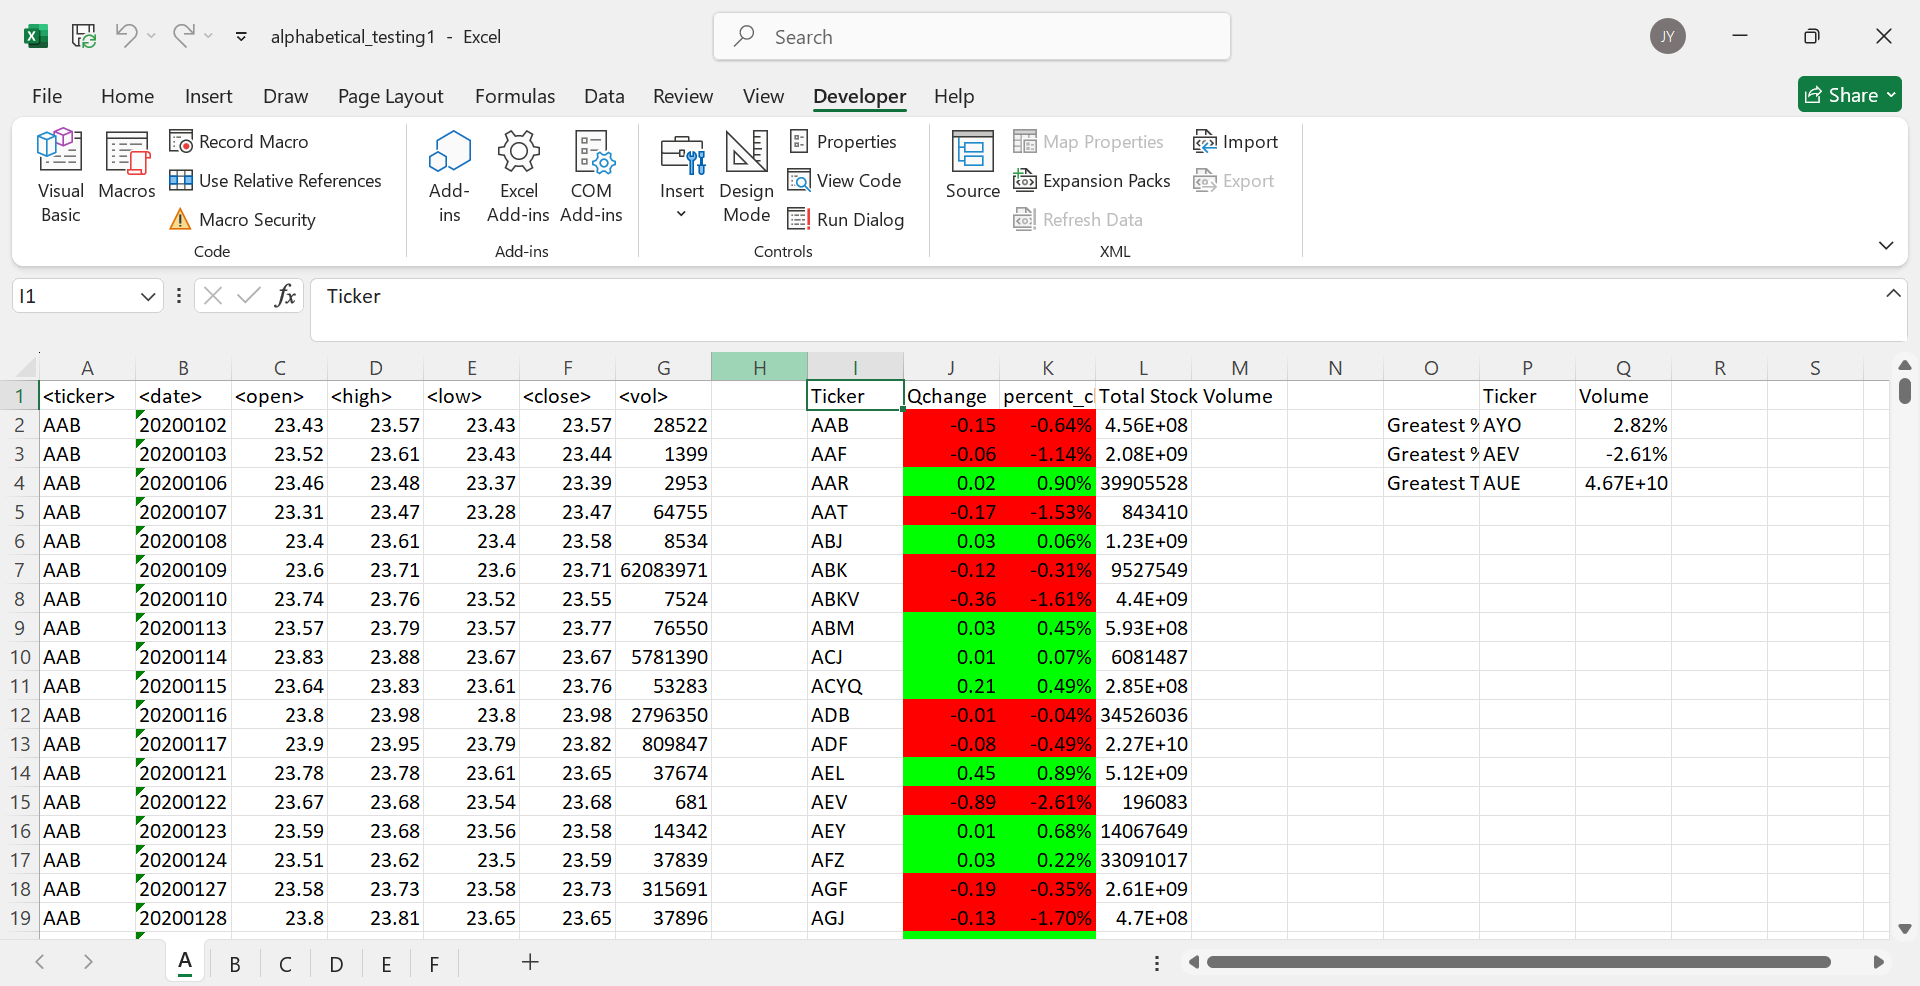 alphabetical_testing1 - Excel
Search
JY
File Home Insert Draw Page Layout Formulas Data Review View Developer Help
Share
Visual Basic
Macros
Record Macro
Use Relative References
Macro Security
Code
Add-ins
Excel Add-ins
COM Add-ins
Add-ins
Insert
Design Mode
Properties
View Code
Run Dialog
Controls
Source
Map Properties
Expansion Packs
Refresh Data
Import
Export
XML
I1
fx
Ticker
A B C D E F G H I J K L M N O P Q R S
1 <ticker> <date> <open> <high> <low> <close> <vol> Ticker Qchange percent_cl Total Stock Volume Ticker Volume
2 AAB 20200102 23.43 23.57 23.43 23.57 28522 AAB -0.15 -0.64% 4.56E+08 Greatest % AYO 2.82%
3 AAB 20200103 23.52 23.61 23.43 23.44 1399 AAF -0.06 -1.14% 2.08E+09 Greatest % AEV -2.61%
4 AAB 20200106 23.46 23.48 23.37 23.39 2953 AAR 0.02 0.90% 39905528 Greatest T AUE 4.67E+10
5 AAB 20200107 23.31 23.47 23.28 23.47 64755 AAT -0.17 -1.53% 843410
6 AAB 20200108 23.4 23.61 23.4 23.58 8534 ABJ 0.03 0.06% 1.23E+09
7 AAB 20200109 23.6 23.71 23.6 23.71 62083971 ABK -0.12 -0.31% 9527549
8 AAB 20200110 23.74 23.76 23.52 23.55 7524 ABKV -0.36 -1.61% 4.4E+09
9 AAB 20200113 23.57 23.79 23.57 23.77 76550 ABM 0.03 0.45% 5.93E+08
10 AAB 20200114 23.83 23.88 23.67 23.67 5781390 ACJ 0.01 0.07% 6081487
11 AAB 20200115 23.64 23.83 23.61 23.76 53283 ACYQ 0.21 0.49% 2.85E+08
12 AAB 20200116 23.8 23.98 23.8 23.98 2796350 ADB -0.01 -0.04% 34526036
13 AAB 20200117 23.9 23.95 23.79 23.82 809847 ADF -0.08 -0.49% 2.27E+10
14 AAB 20200121 23.78 23.78 23.61 23.65 37674 AEL 0.45 0.89% 5.12E+09
15 AAB 20200122 23.67 23.68 23.54 23.68 681 AEV -0.89 -2.61% 196083
16 AAB 20200123 23.59 23.68 23.56 23.58 14342 AEY 0.01 0.68% 14067649
17 AAB 20200124 23.51 23.62 23.5 23.59 37839 AFZ 0.03 0.22% 33091017
18 AAB 20200127 23.58 23.73 23.58 23.73 315691 AGF -0.19 -0.35% 2.61E+09
19 AAB 20200128 23.8 23.81 23.65 23.65 37896 AGJ -0.13 -1.70% 4.7E+08
A B C D E F